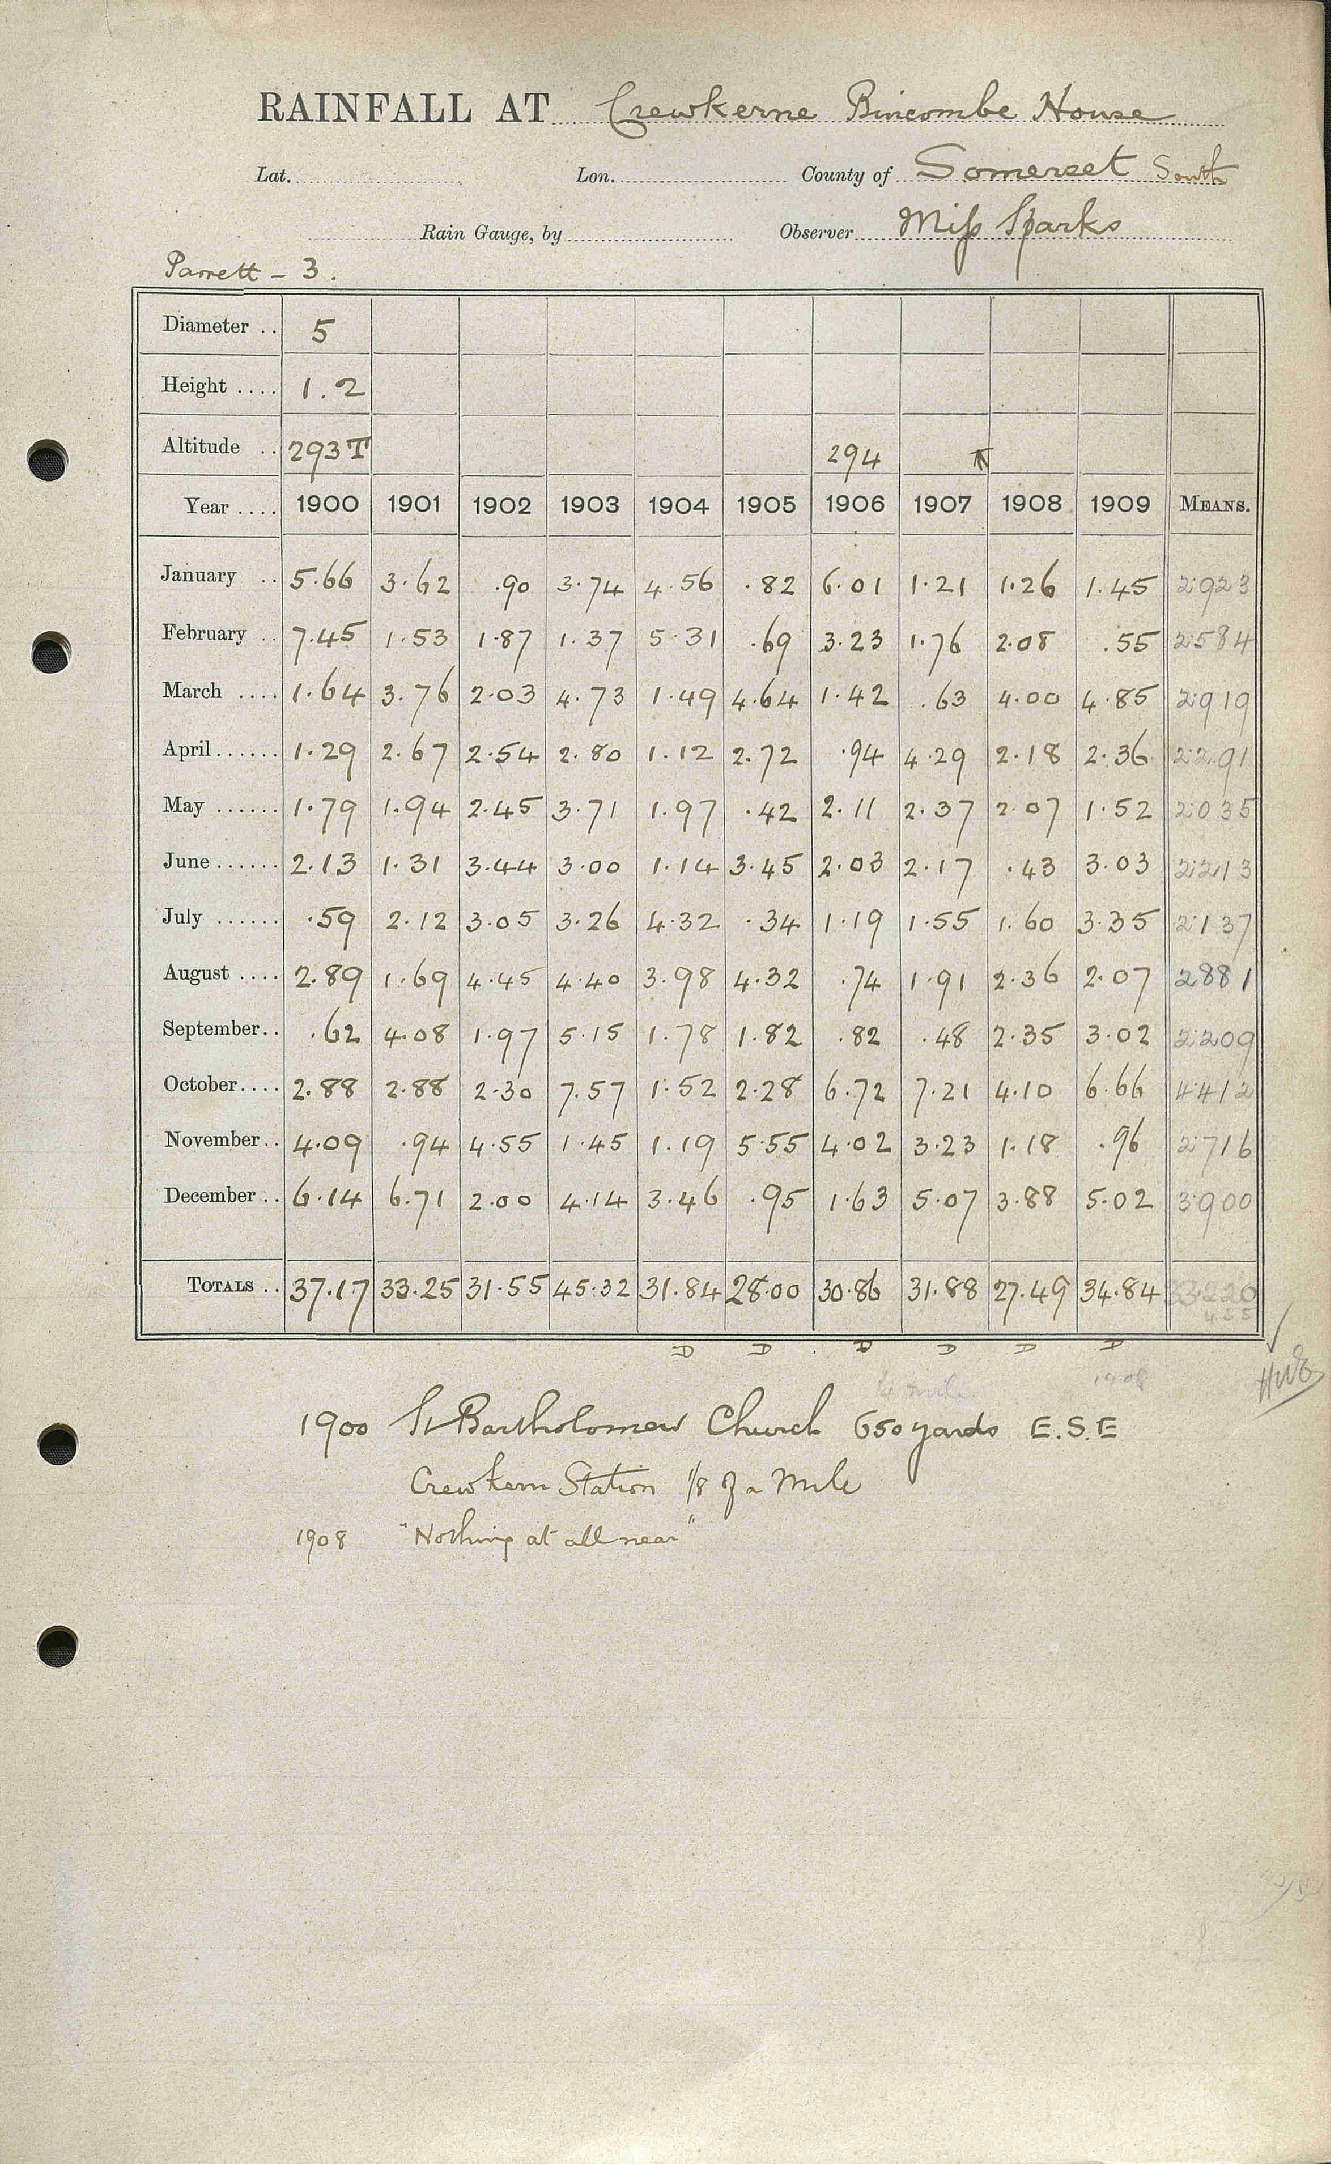 RAINFALL AT Crewkerne Bincombe House
Lat. Lon. County of Somerset South
Rain Gauge, by Observer Miss Sparks
Parrett - 3.
Diameter .. 5
Height .... 1.2
Altitude .. 293T 294
Year .... 1900 1901 1902 1903 1904 1905 1906 1907 1908 1909 MEANS.
January .. 5.66 3.62 .90 3.74 4.56 .82 6.01 1.21 1.26 1.45 2.923
February .. 7.45 1.53 1.87 1.37 5.31 .69 3.23 1.76 2.08 .55 2.584
March .... 1.64 3.76 2.03 4.73 1.49 4.64 1.42 .63 4.00 4.85 2.919
April ...... 1.29 2.67 2.54 2.80 1.12 2.72 .94 4.29 2.18 2.36 2.291
May ...... 1.79 1.94 2.45 3.71 1.97 .42 2.11 2.37 2.07 1.52 2.035
June ...... 2.13 1.31 3.44 3.00 1.14 3.45 2.03 2.17 .43 3.03 2.213
July ...... .59 2.12 3.05 3.26 4.32 .34 1.19 1.55 1.60 3.35 2.137
August .... 2.89 1.69 4.45 4.40 3.98 4.32 .74 1.91 2.36 2.07 2881
September.. .62 4.08 1.97 5.15 1.78 1.82 .82 .48 2.35 3.02 2.209
October.... 2.88 2.88 2.30 7.57 1.52 2.28 6.72 7.21 4.10 6.66 4.412
November.. 4.09 .94 4.55 1.45 1.19 5.55 4.02 3.23 1.18 .96 2.716
December.. 6.14 6.71 2.00 4.14 3.46 .95 1.63 5.07 3.88 5.02 3.900
TOTALS .. 37.17 33.25 31.55 45.32 31.84 28.00 30.86 31.88 27.49 34.84 33.220
D D D D D D
1908
1900 St Bartholomew Church 650 yards E.S.E
Crewkern Station 1/8 of a Mile
1908 "Nothing at all near"